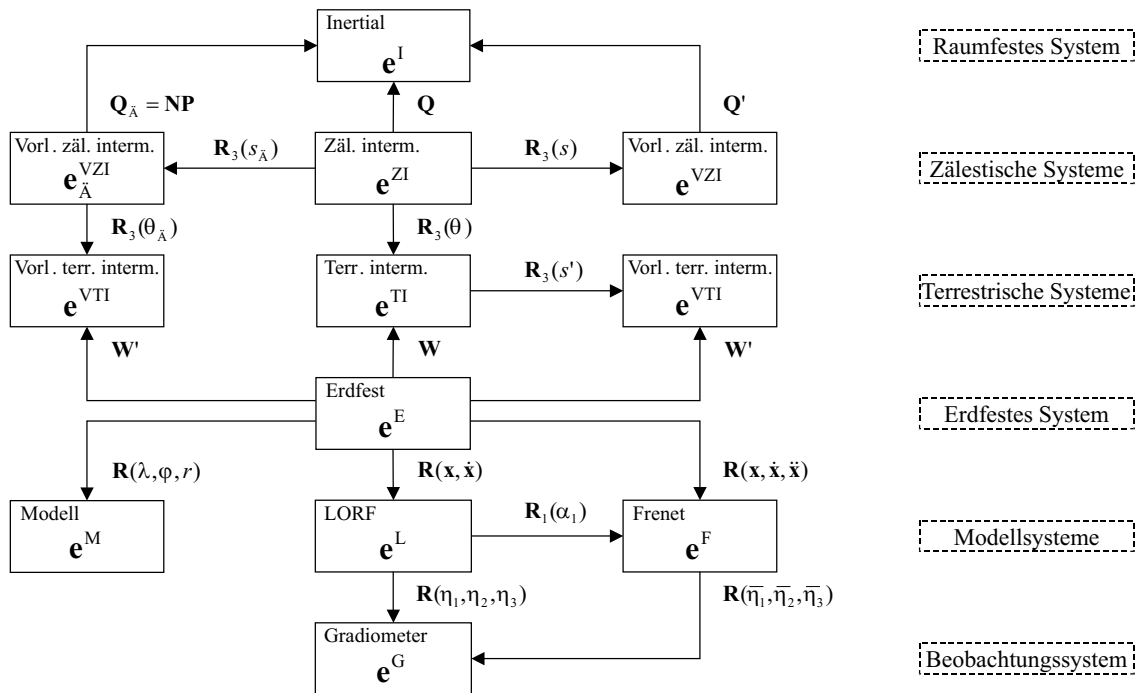 Inertial
e^I
Raumfestes System
Q_Ä = NP
Q
Q'
Vorl. zäl. interm.
e_Ä^VZI
R_3(s_Ä)
Zäl. interm.
e^ZI
R_3(s)
Vorl. zäl. interm.
e^VZI
Zälestische Systeme
R_3(θ_Ä)
R_3(θ)
Vorl. terr. interm.
e^VTI
Terr. interm.
e^TI
R_3(s')
Vorl. terr. interm.
e^VTI
Terrestrische Systeme
W'
W
W'
Erdfest
e^E
Erdfestes System
R(λ,φ,r)
R(x,ẋ)
R(x,ẋ,ẍ)
Modell
e^M
LORF
e^L
R_1(α_1)
Frenet
e^F
Modellsysteme
R(η_1,η_2,η_3)
R(η̅_1,η̅_2,η̅_3)
Gradiometer
e^G
Beobachtungssystem